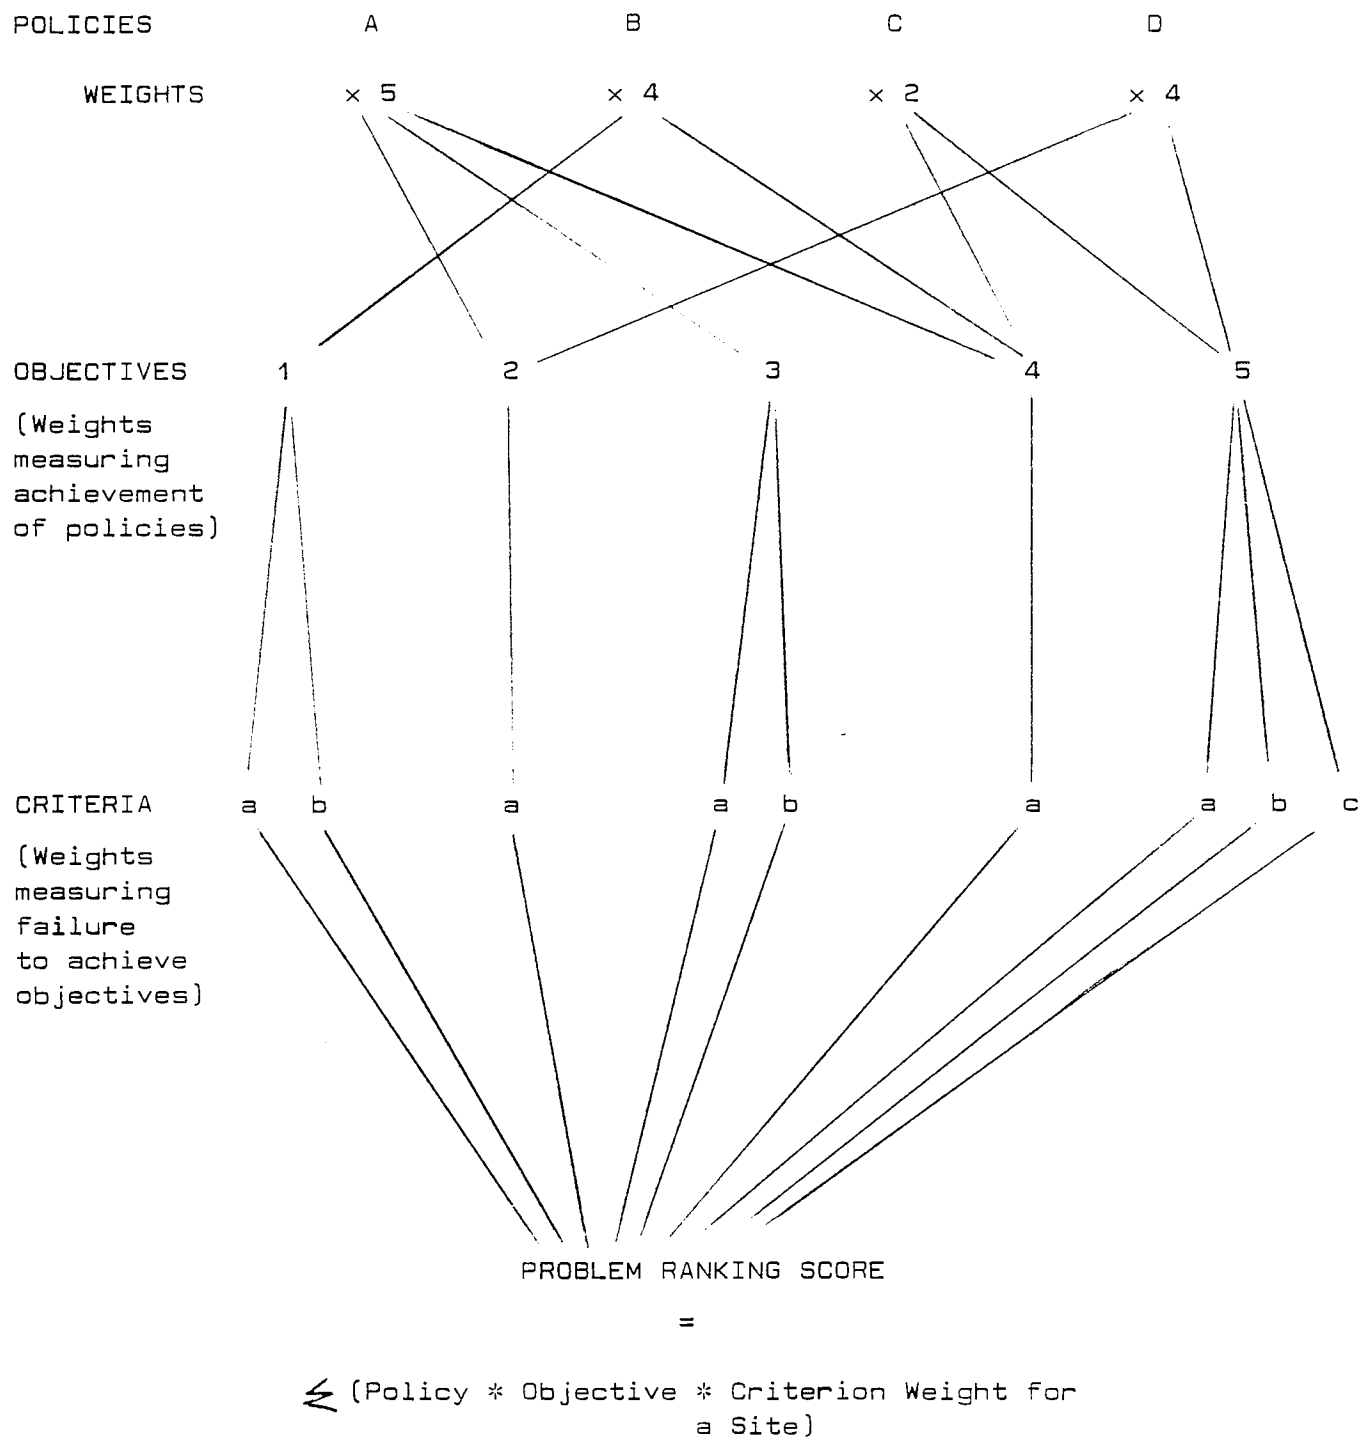 POLICIES A B C D
WEIGHTS × 5 × 4 × 2 × 4
OBJECTIVES 1 2 3 4 5
(Weights
measuring
achievement
of policies)
CRITERIA a b a a b a a b c
(Weights
measuring
failure
to achieve
objectives)
PROBLEM RANKING SCORE
=
Σ (Policy * Objective * Criterion Weight for
a Site)